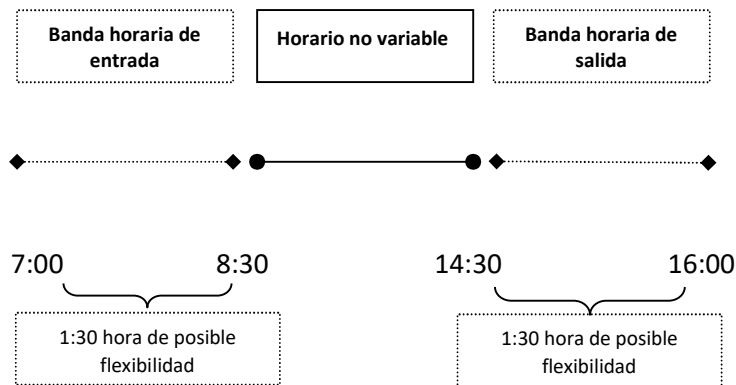 Banda horaria de
entrada
Horario no variable
Banda horaria de
salida
7:00
8:30
14:30
16:00
1:30 hora de posible
flexibilidad
1:30 hora de posible
flexibilidad